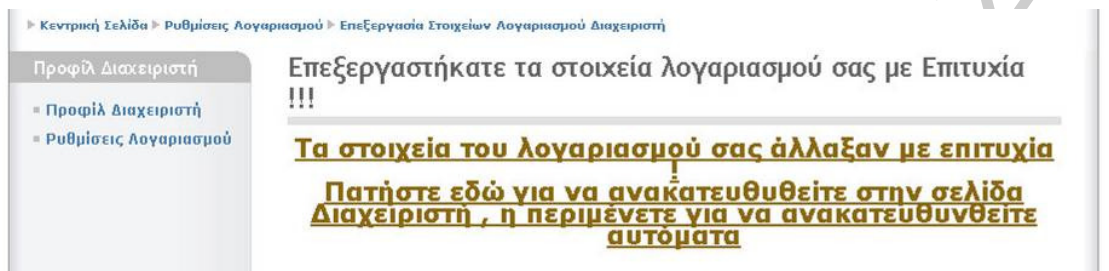 Κεντρική Σελίδα Ρυθμίσεις Λογαριασμού Επεξεργασία Στοιχείων Λογαριασμού Διαχειριστή
Προφίλ Διαχειριστή
Προφίλ Διαχειριστή
Ρυθμίσεις Λογαριασμού
Επεξεργαστήκατε τα στοιχεία λογαριασμού σας με Επιτυχία
!!!
Τα στοιχεία του λογαριασμού σας άλλαξαν με επιτυχία
!
Πατήστε εδώ για να ανακατευθυθείτε στην σελίδα
Διαχειριστή , η περιμένετε για να ανακατευθυνθείτε
αυτόματα